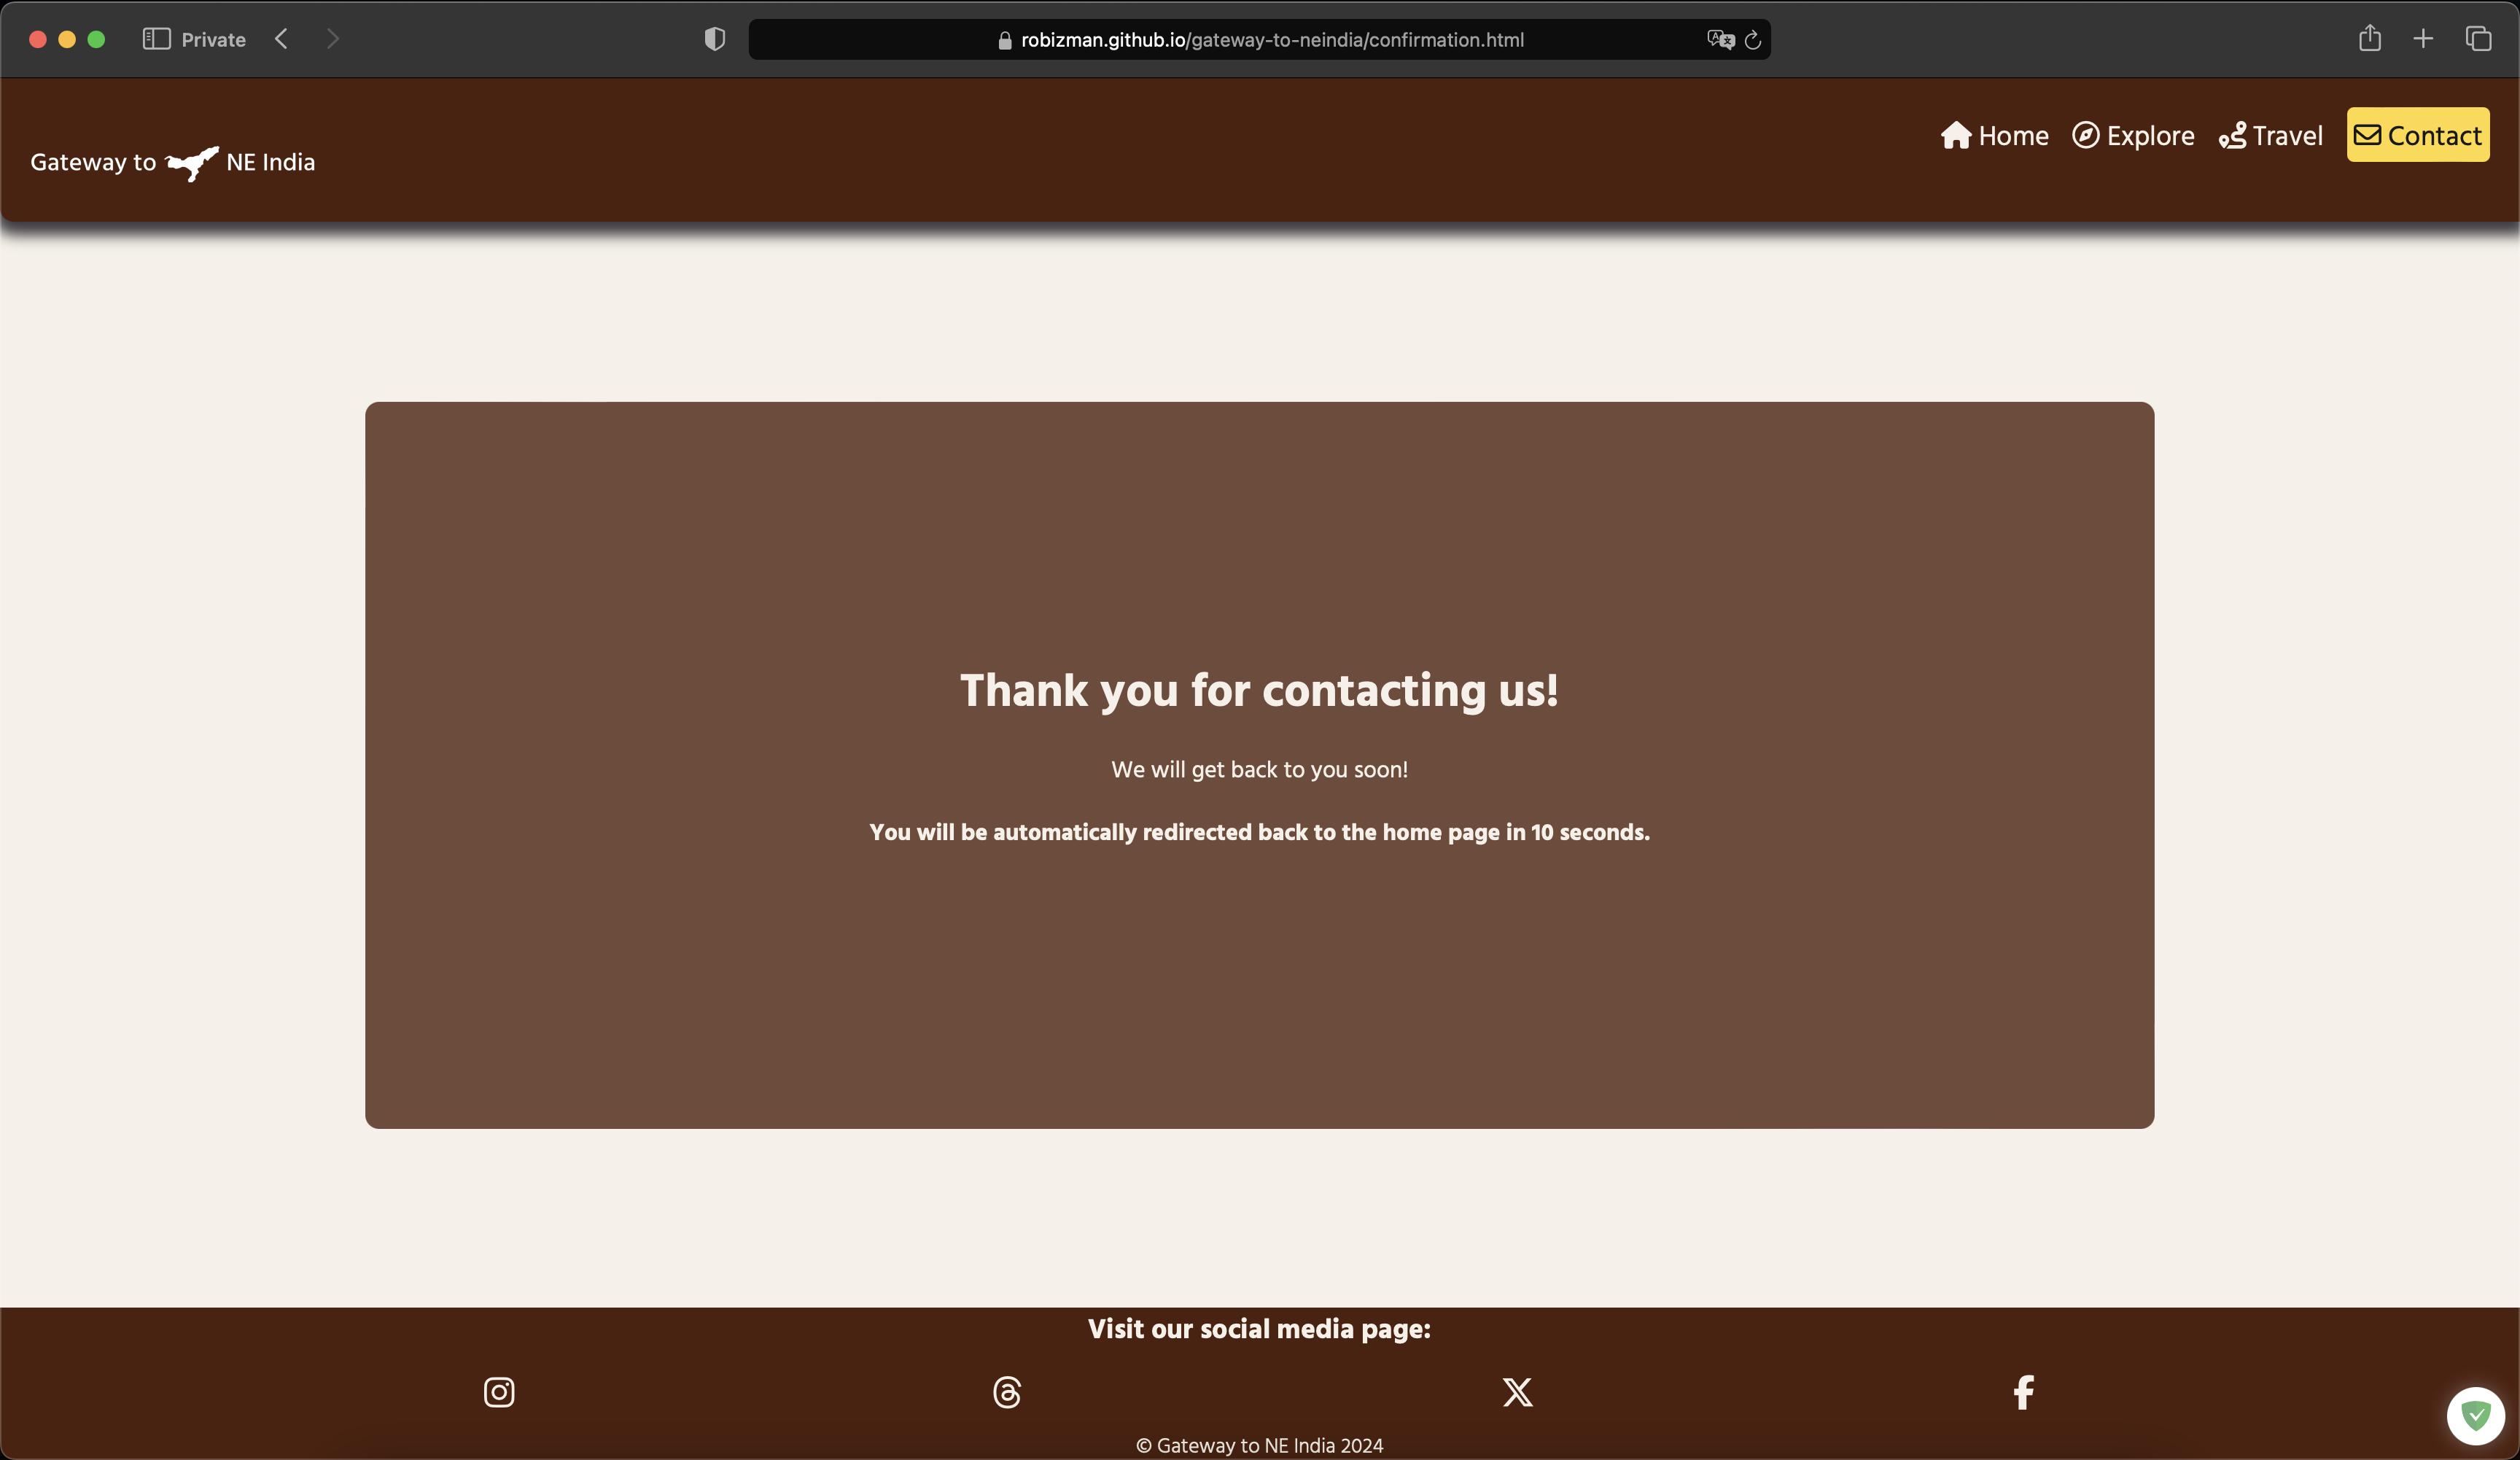 Private
robizman.github.io/gateway-to-neindia/confirmation.html
Gateway to NE India
Home Explore Travel Contact
Thank you for contacting us!
We will get back to you soon!
You will be automatically redirected back to the home page in 10 seconds.
Visit our social media page:
© Gateway to NE India 2024